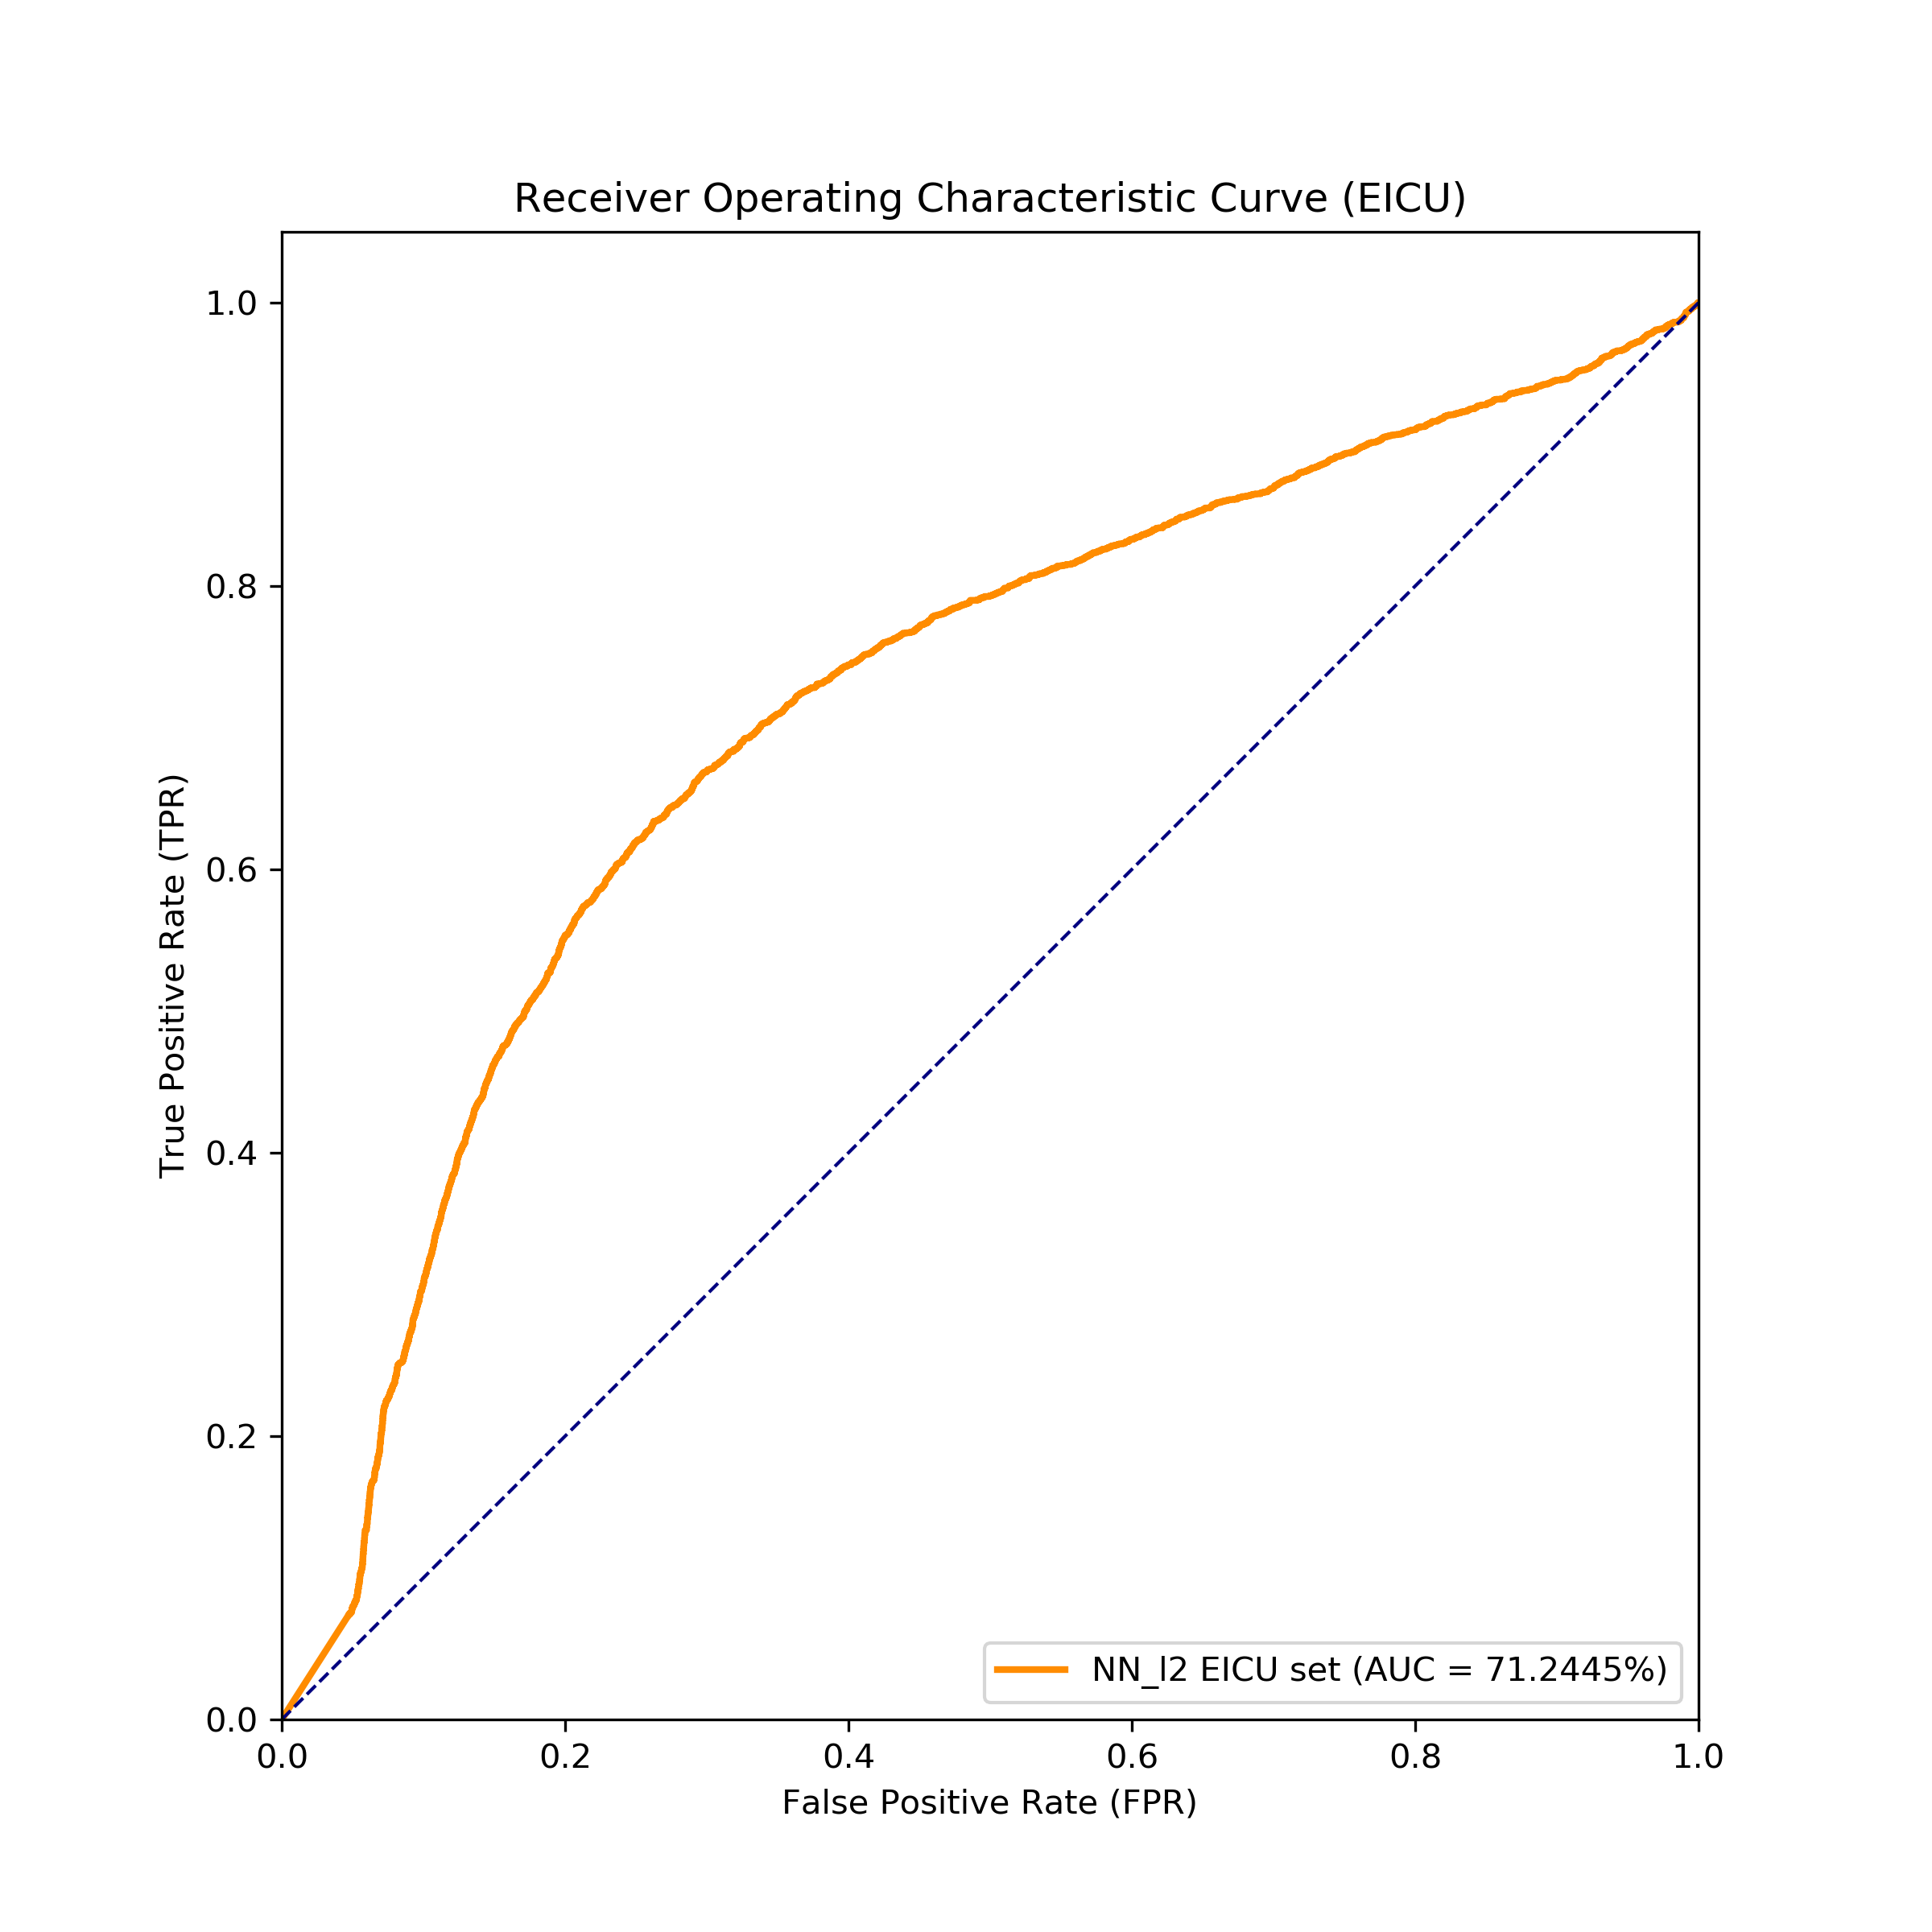 Receiver Operating Characteristic Curve (EICU)
1.0
0.8
0.6
0.4
0.2
0.0
True Positive Rate (TPR)
NN_l2 EICU set (AUC = 71.2445%)
0.0 0.2 0.4 0.6 0.8 1.0
False Positive Rate (FPR)